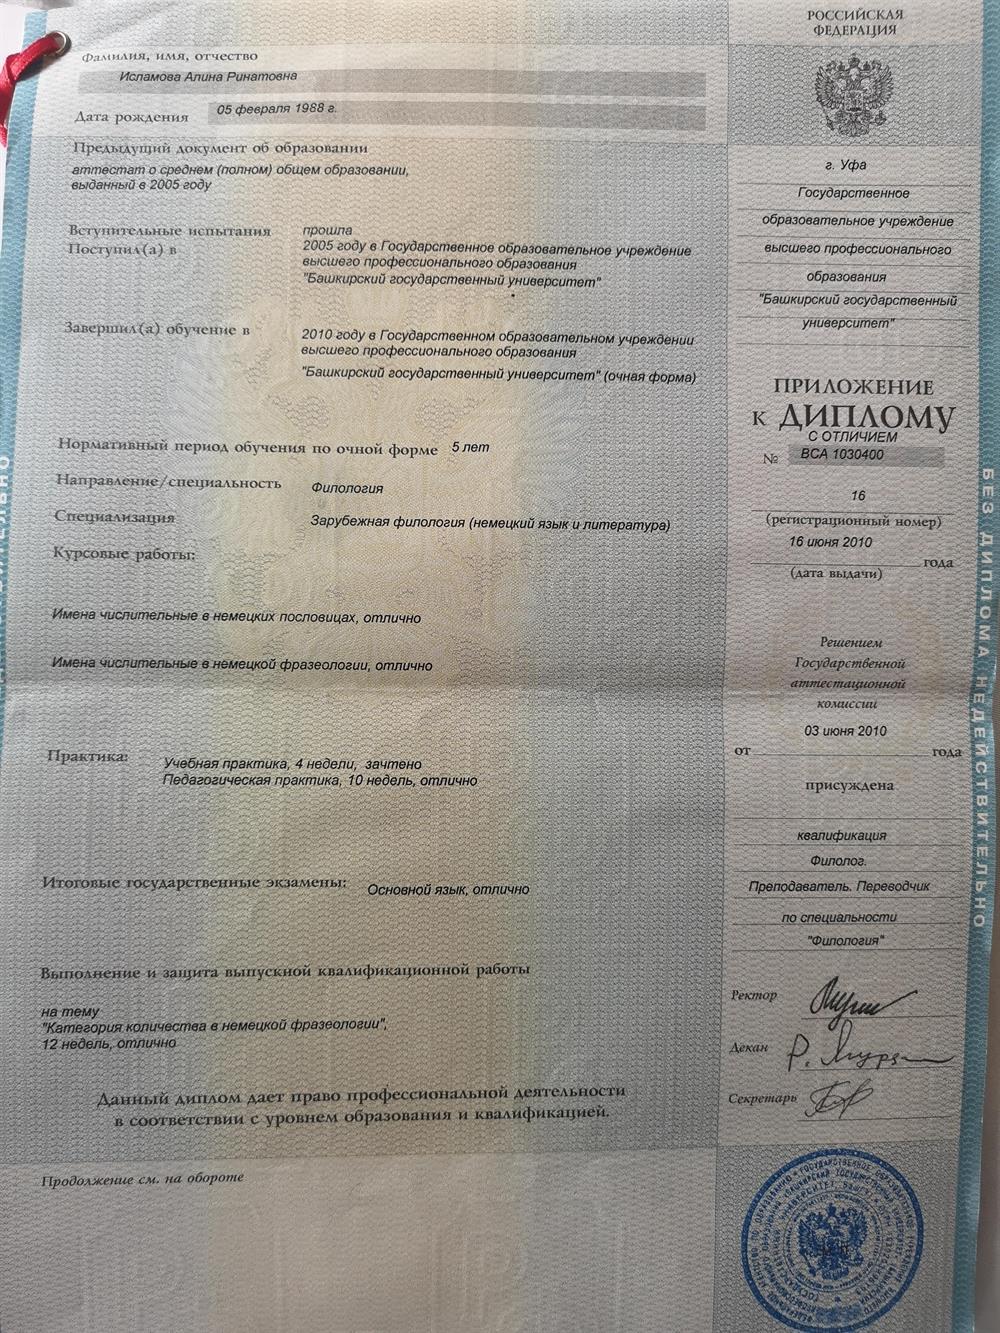 Фамилия, имя, отчество
Исламова Алина Ринатовна
Дата рождения 05 февраля 1988 г.
Предыдущий документ об образовании
аттестат о среднем (полном) общем образовании,
выданный в 2005 году
Вступительные испытания прошла
Поступил(а) в 2005 году в Государственное образовательное учреждение
высшего профессионального образования
"Башкирский государственный университет"
Завершил(а) обучение в 2010 году в Государственном образовательном учреждении
высшего профессионального образования
"Башкирский государственный университет" (очная форма)
Нормативный период обучения по очной форме 5 лет
Направление/специальность Филология
Специализация Зарубежная филология (немецкий язык и литература)
Курсовые работы:
Имена числительные в немецких пословицах, отлично
Имена числительные в немецкой фразеологии, отлично
Практика: Учебная практика, 4 недели, зачтено
Педагогическая практика, 10 недель, отлично
Итоговые государственные экзамены: Основной язык, отлично
Выполнение и защита выпускной квалификационной работы
на тему
"Категория количества в немецкой фразеологии",
12 недель, отлично
Данный диплом дает право профессиональной деятельности
в соответствии с уровнем образования и квалификацией.
Продолжение см. на обороте
РОССИЙСКАЯ
ФЕДЕРАЦИЯ
г. Уфа
Государственное
образовательное учреждение
высшего профессионального
образования
"Башкирский государственный
университет"
ПРИЛОЖЕНИЕ
К ДИПЛОМУ
С ОТЛИЧИЕМ
№ ВСА 1030400
16
(регистрационный номер)
16 июня 2010
года
(дата выдачи)
Решением
Государственной
аттестационной
комиссии
03 июня 2010
от года
присуждена
квалификация
Филолог.
Преподаватель. Переводчик
по специальности
"Филология"
Ректор
Декан
Секретарь
БЕЗ ДИПЛОМА НЕДЕЙСТВИТЕЛЬНО